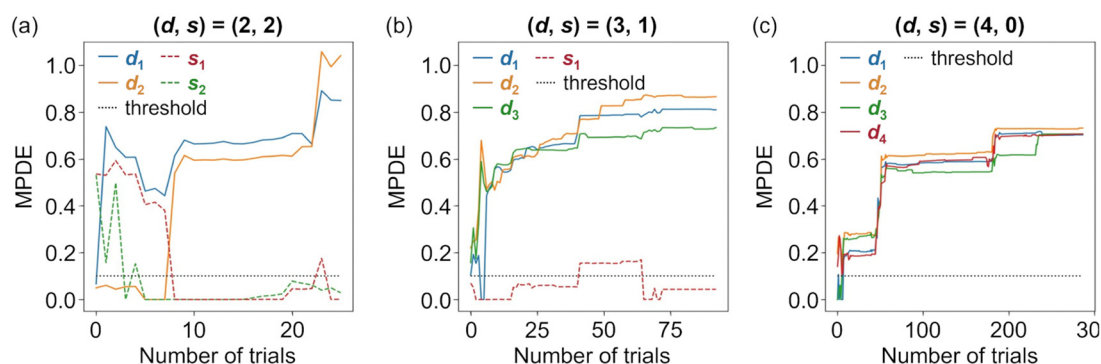 (a) (d, s) = (2, 2)
MPDE
1.0
0.8
0.6
0.4
0.2
0.0
d1 s1
d2 s2
threshold
0 10 20
Number of trials
(b) (d, s) = (3, 1)
MPDE
1.0
0.8
0.6
0.4
0.2
0.0
d1 s1
d2 threshold
d3
0 25 50 75
Number of trials
(c) (d, s) = (4, 0)
MPDE
1.0
0.8
0.6
0.4
0.2
0.0
d1 threshold
d2
d3
d4
0 100 200 30
Number of trials